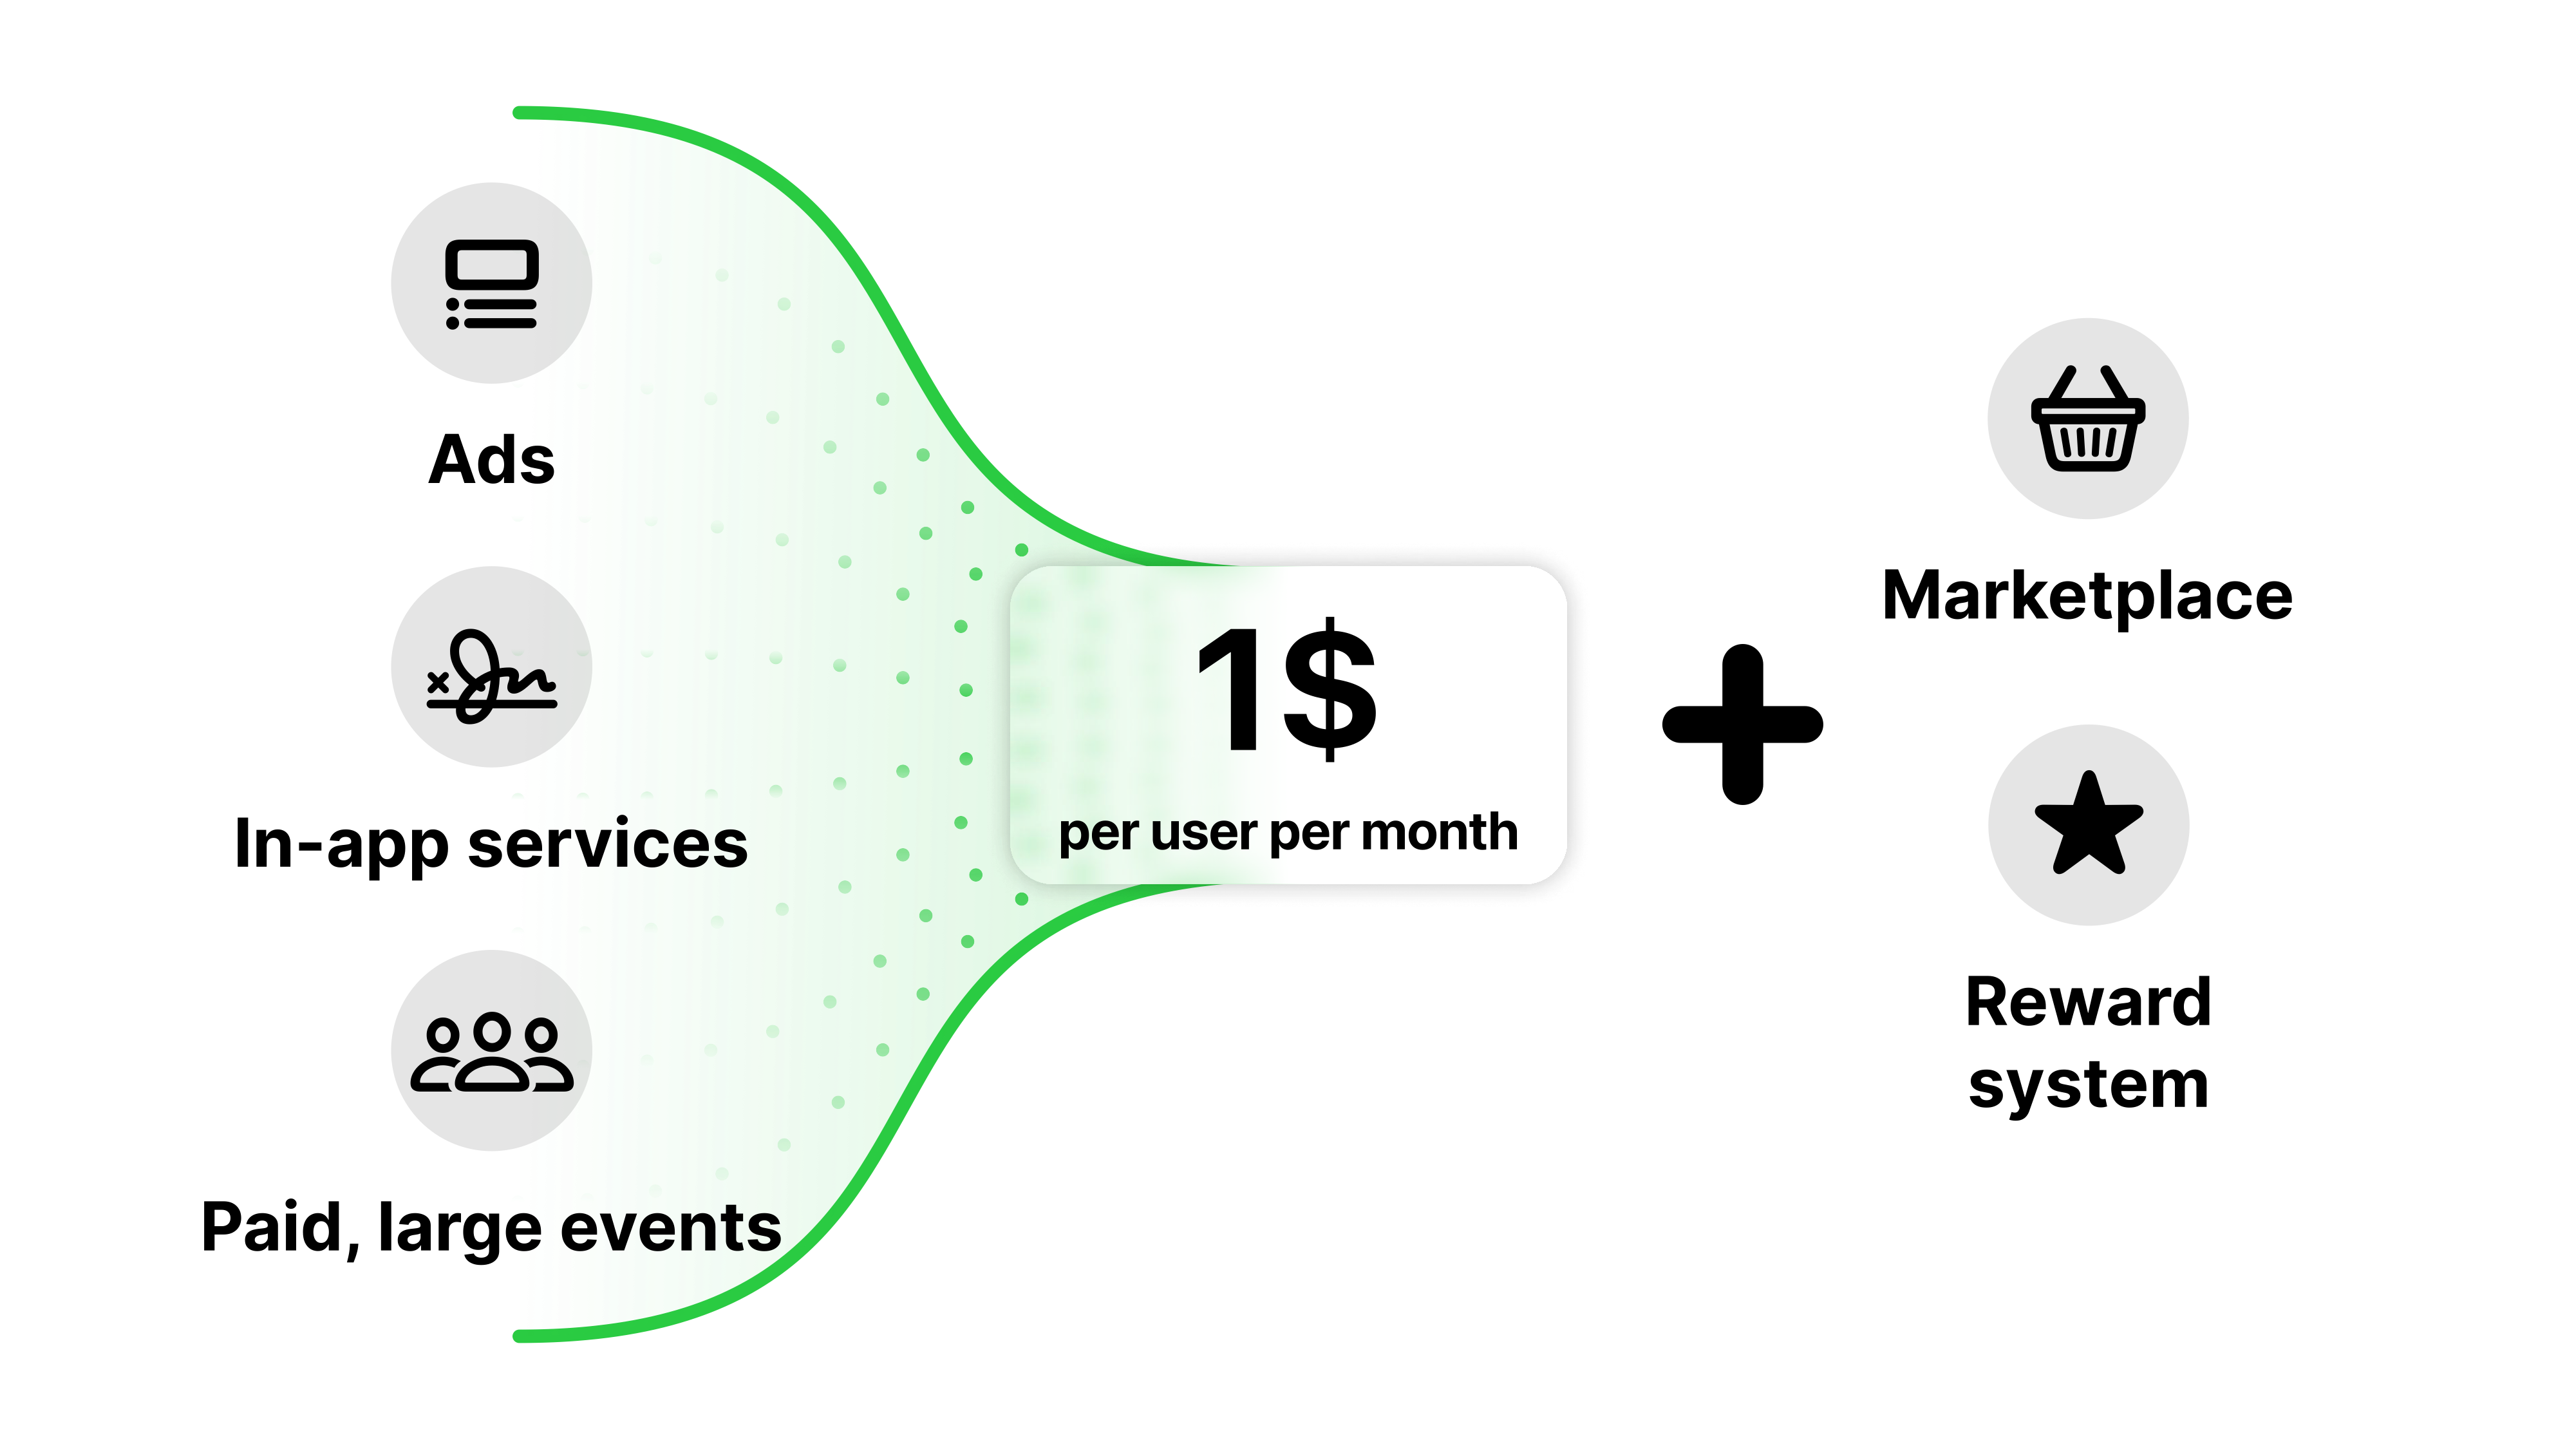 Ads
In-app services
Paid, large events
1$
per user per month
Marketplace
Reward
system